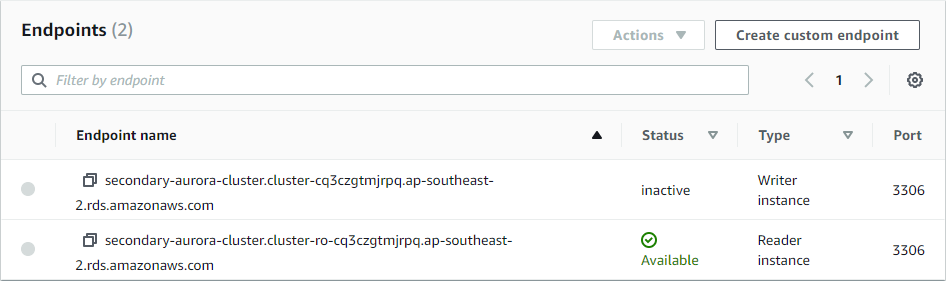 Endpoints (2)
Actions
Create custom endpoint
Filter by endpoint
1
Endpoint name Status Type Port
secondary-aurora-cluster.cluster-cq3czgtmjrpq.ap-southeast-
2.rds.amazonaws.com
inactive
Writer
instance
3306
secondary-aurora-cluster.cluster-ro-cq3czgtmjrpq.ap-southeast-
2.rds.amazonaws.com
Available
Reader
instance
3306